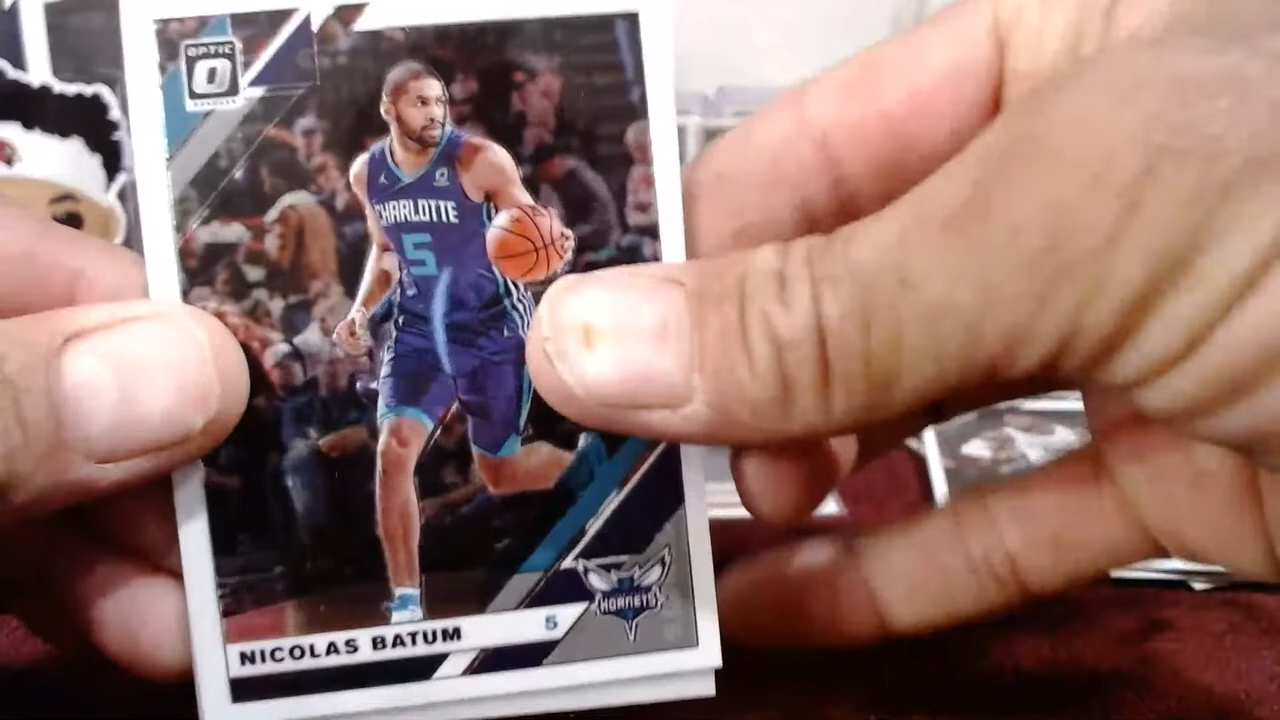 OPTIC
DONRUSS
CHARLOTTE
5
HORNETS
NICOLAS BATUM 5